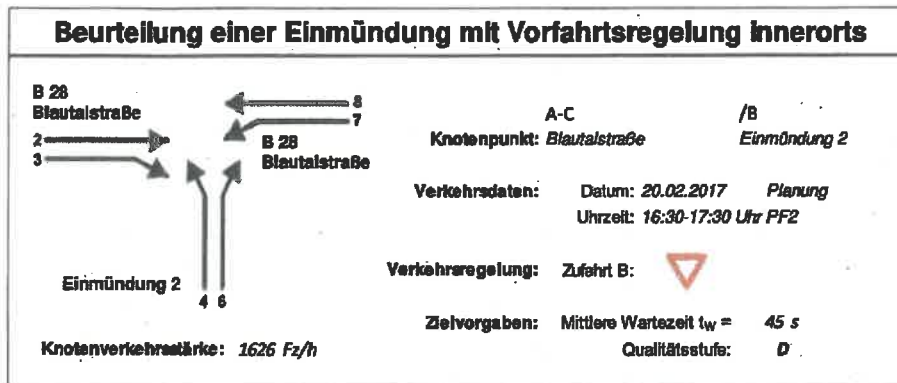 Beurteilung einer Einmündung mit Vorfahrtsregelung innerorts
B 28
Blautalstraße
8
7
2
3
B 28
Blautalstraße
Einmündung 2
4 6
Knotenverkehrsstärke: 1626 Fz/h
A-C /B
Knotenpunkt: Blautalstraße Einmündung 2
Verkehrsdaten: Datum: 20.02.2017 Planung
Uhrzeit: 16:30-17:30 Uhr PF2
Verkehrsregelung: Zufahrt B:
Zielvorgaben: Mittlere Wartezeit tw = 45 s
Qualitätsstufe: D